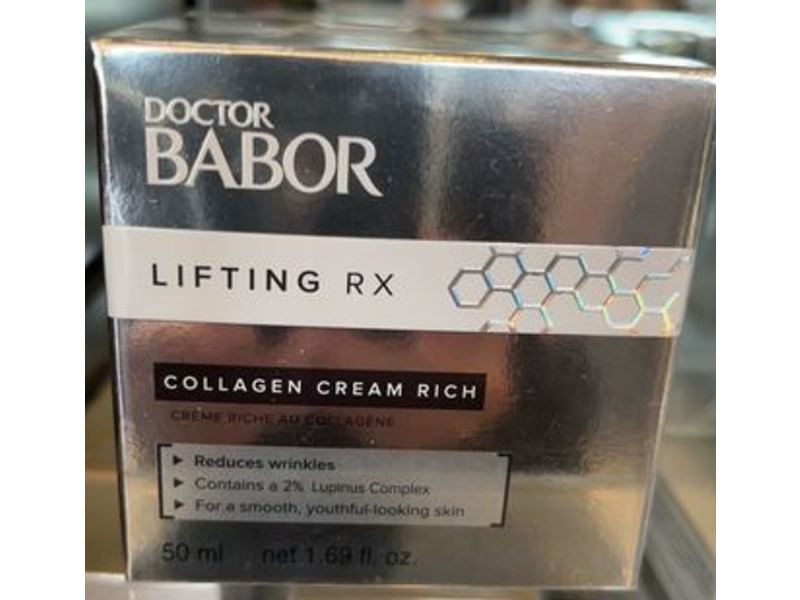 DOCTOR
BABOR
LIFTING RX
COLLAGEN CREAM RICH
CRÈME RICHE AU COLLAGÈNE
► Reduces wrinkles
► Contains a 2% Lupinus Complex
► For a smooth, youthful-looking skin
50 ml net 1.69 fl. oz.